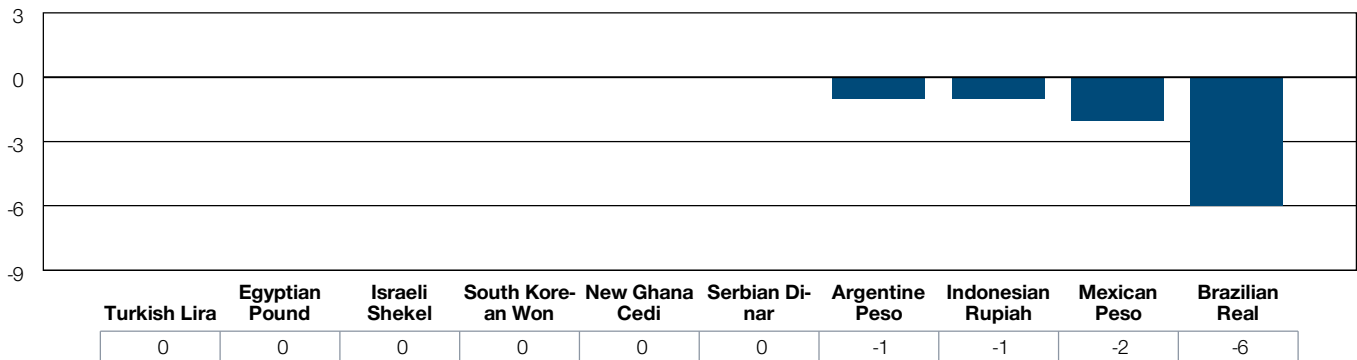 3
0
-3
-6
-9
Turkish Lira Egyptian Pound Israeli Shekel South Kore- an Won New Ghana Cedi Serbian Di- nar Argentine Peso Indonesian Rupiah Mexican Peso Brazilian Real
0 0 0 0 0 0 -1 -1 -2 -6